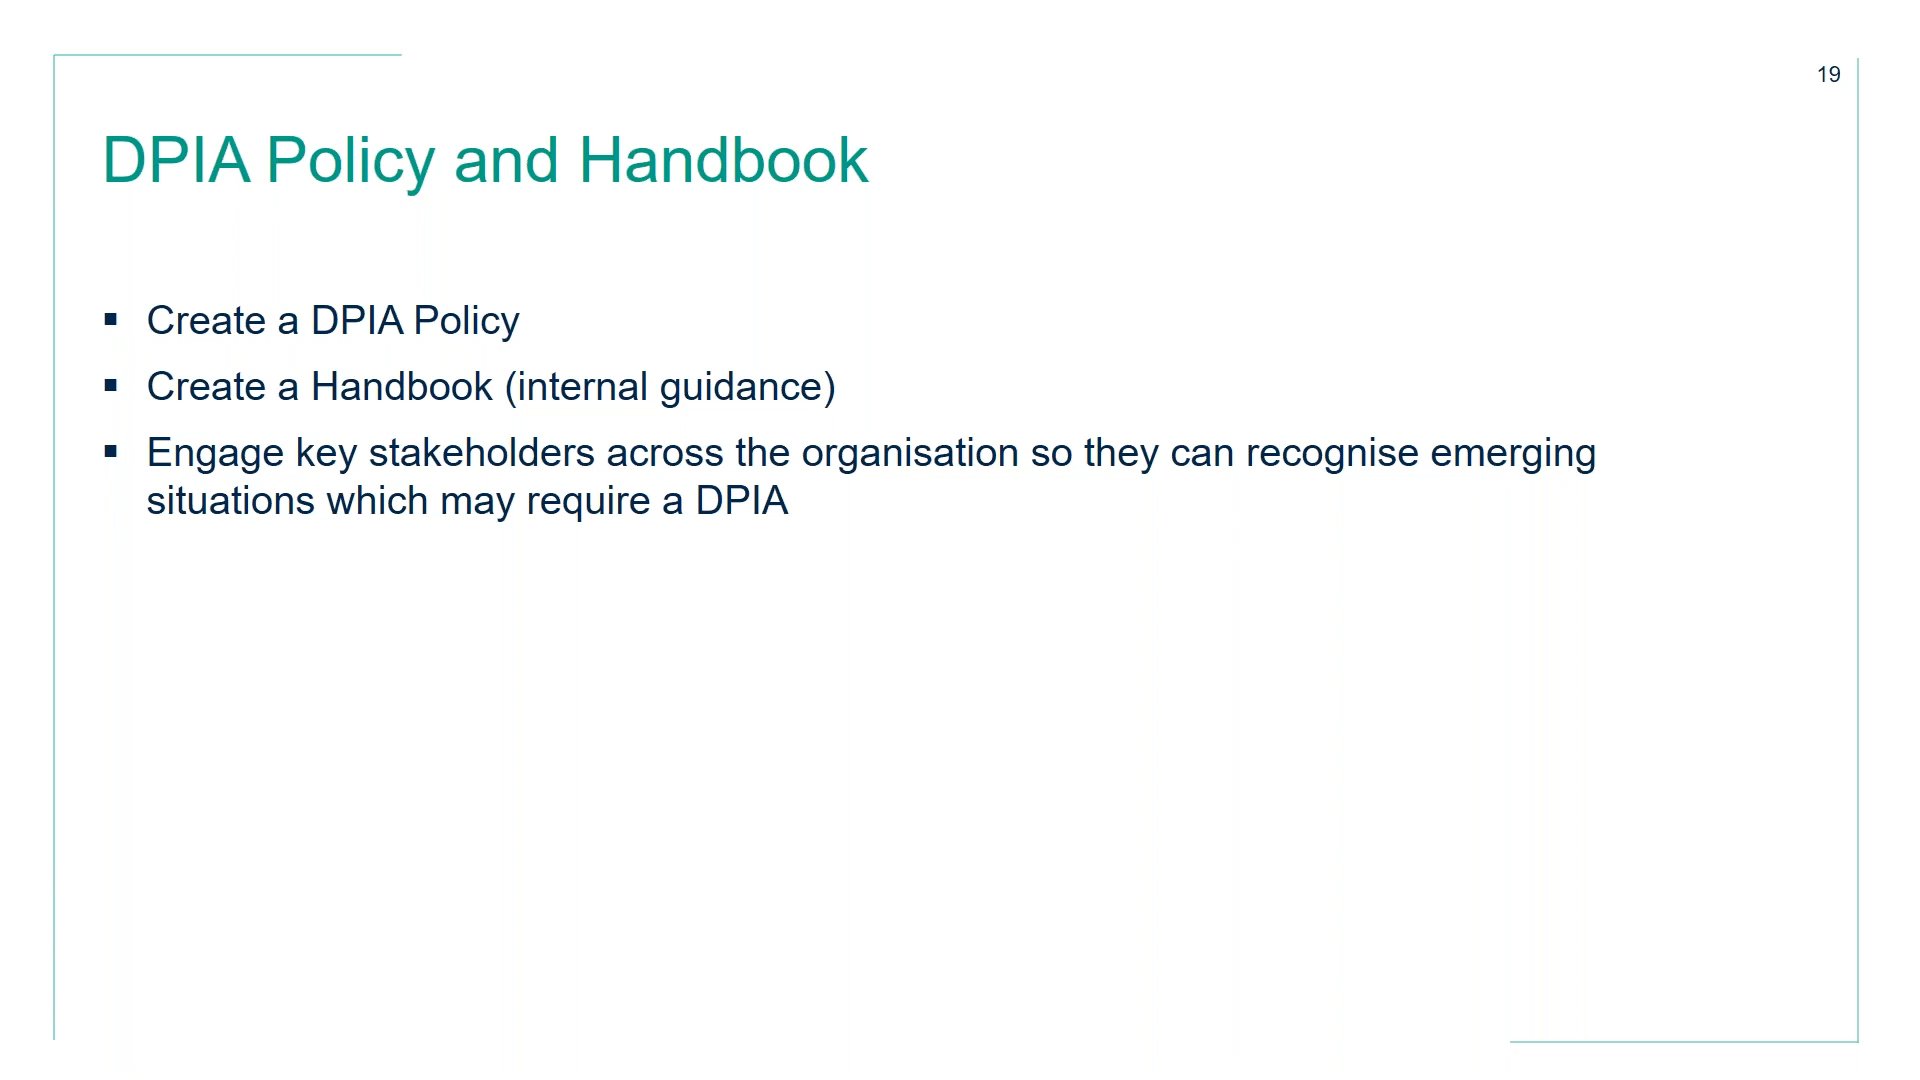 19
DPIA Policy and Handbook
▪ Create a DPIA Policy
▪ Create a Handbook (internal guidance)
▪ Engage key stakeholders across the organisation so they can recognise emerging
situations which may require a DPIA